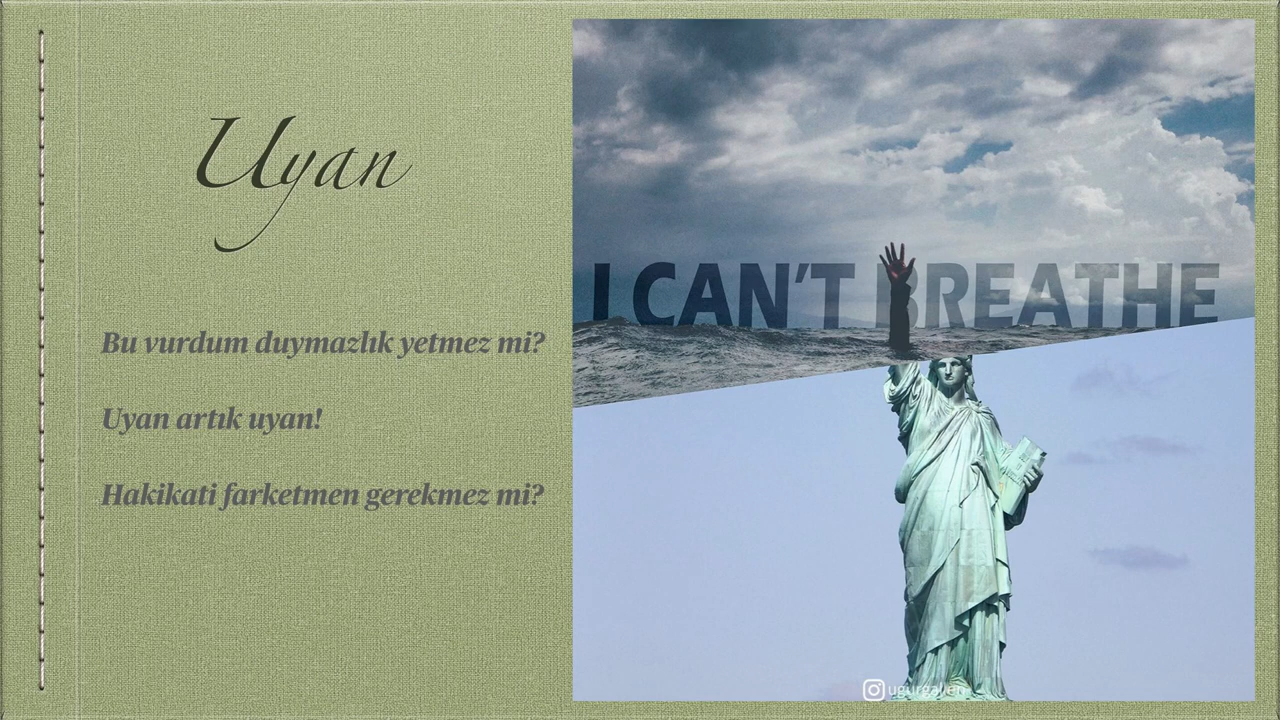 Uyan
Bu vurdum duymazlık yetmez mi?
Uyan artık uyan!
Hakikati farketmen gerekmez mi?
I CAN'T BREATHE
ugurgallen